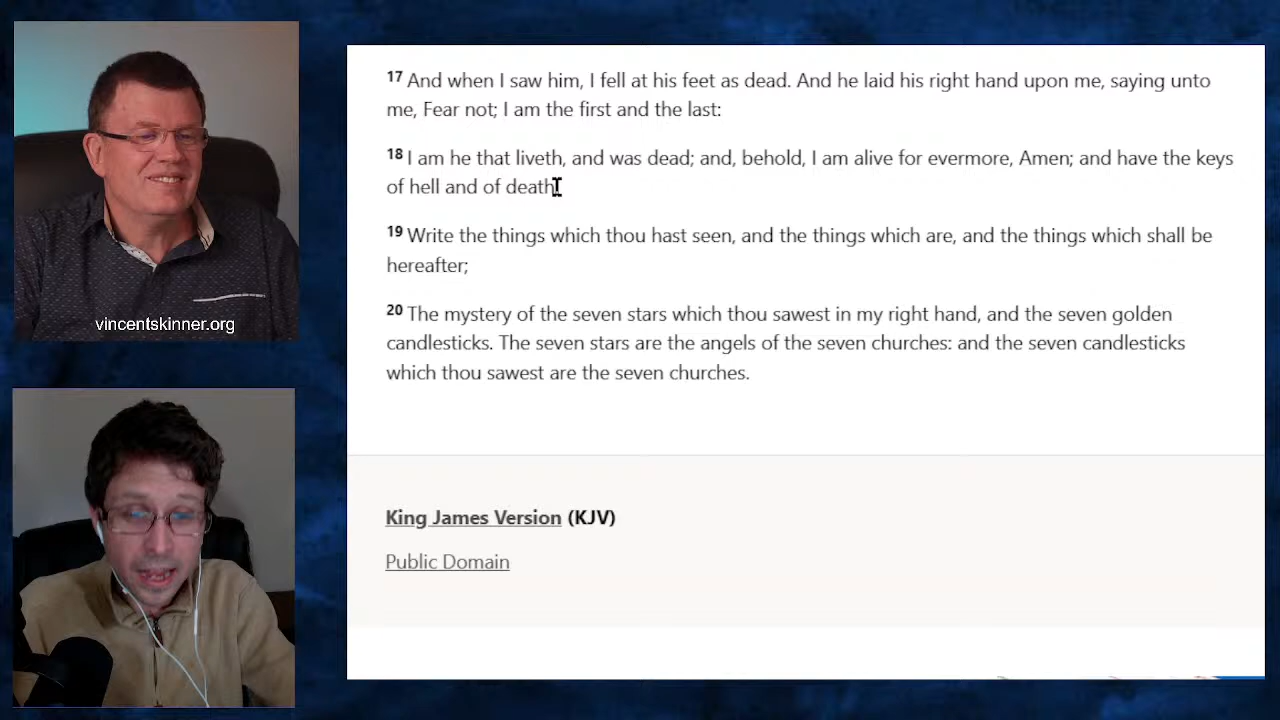 17 And when I saw him, I fell at his feet as dead. And he laid his right hand upon me, saying unto
me, Fear not; I am the first and the last:
18 I am he that liveth, and was dead; and, behold, I am alive for evermore, Amen; and have the keys
of hell and of death
19 Write the things which thou hast seen, and the things which are, and the things which shall be
hereafter;
20 The mystery of the seven stars which thou sawest in my right hand, and the seven golden
candlesticks. The seven stars are the angels of the seven churches: and the seven candlesticks
which thou sawest are the seven churches.
King James Version (KJV)
Public Domain
vincentskinner.org